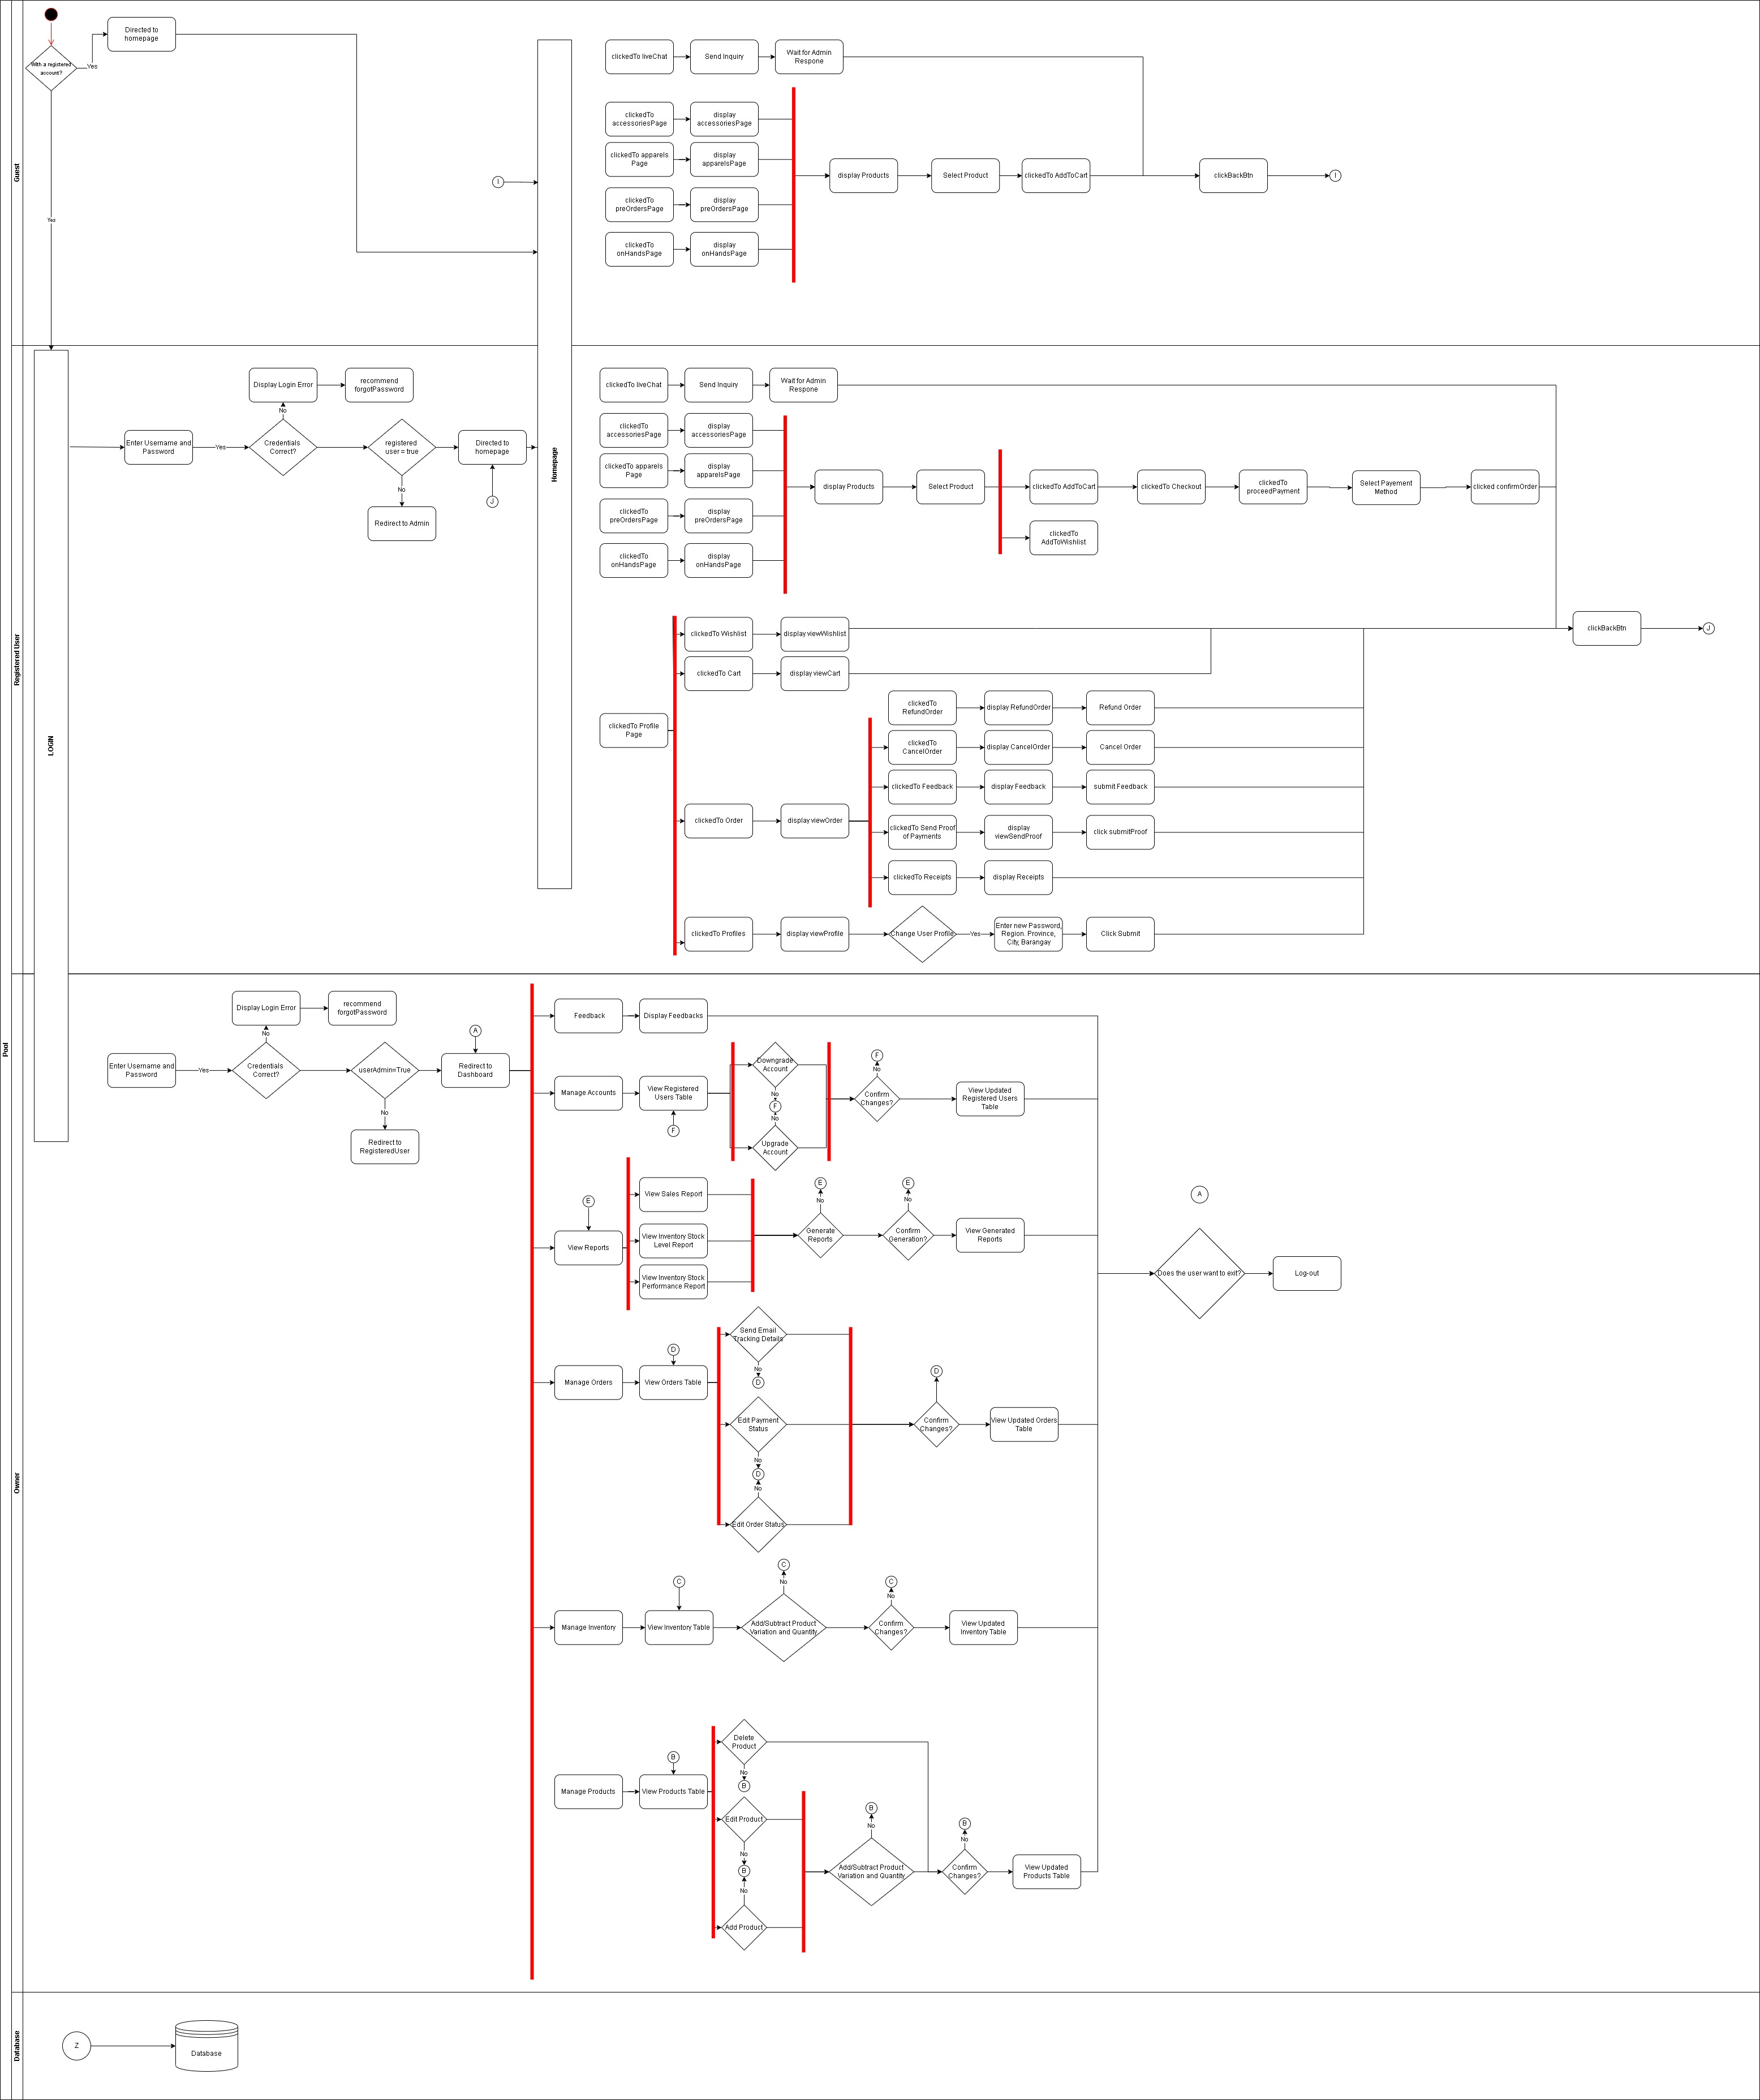 Pool
Guest
With a registered
account?
Yes
Directed to
homepage
Yes
I
Homepage
clickedTo liveChat
Send Inquiry
Wait for Admin
Respone
clickedTo
accessoriesPage
display
accessoriesPage
clickedTo apparels
Page
display
apparelsPage
clickedTo
preOrdersPage
display
preOrdersPage
clickedTo
onHandsPage
display
onHandsPage
display Products
Select Product
clickedTo AddToCart
clickBackBtn
I
Registered User
LOGIN
Enter Username and
Password
Yes
Credentials
Correct?
No
Display Login Error
recommend
forgotPassword
registered
user = true
No
Redirect to Admin
Directed to
homepage
J
clickedTo liveChat
Send Inquiry
Wait for Admin
Respone
clickedTo
accessoriesPage
display
accessoriesPage
clickedTo apparels
Page
display
apparelsPage
clickedTo
preOrdersPage
display
preOrdersPage
clickedTo
onHandsPage
display
onHandsPage
display Products
Select Product
clickedTo AddToCart
clickedTo Checkout
clickedTo
proceedPayment
Select Payement
Method
clicked confirmOrder
clickedTo
AddToWishlist
clickedTo Profile
Page
clickedTo Wishlist
display viewWishlist
clickedTo Cart
display viewCart
clickBackBtn
J
clickedTo Order
display viewOrder
clickedTo
RefundOrder
display RefundOrder
Refund Order
clickedTo
CancelOrder
display CancelOrder
Cancel Order
clickedTo Feedback
display Feedback
submit Feedback
clickedTo Send Proof
of Payments
display
viewSendProof
click submitProof
clickedTo Receipts
display Receipts
clickedTo Profiles
display viewProfile
Change User Profile
Yes
Enter new Password,
Region. Province,
City, Barangay
Click Submit
Owner
Enter Username and
Password
Yes
Credentials
Correct?
No
Display Login Error
recommend
forgotPassword
userAdmin=True
No
Redirect to
RegisteredUser
A
Redirect to
Dashboard
Feedback
Display Feedbacks
Manage Accounts
View Registered
Users Table
F
Downgrade
Account
No
F
No
Upgrade
Account
F
No
Confirm
Changes?
View Updated
Registered Users
Table
E
View Reports
View Sales Report
View Inventory Stock
Level Report
View Inventory Stock
Performance Report
E
No
Generate
Reports
E
No
Confirm
Generation?
View Generated
Reports
A
Does the user want to exit?
Log-out
Manage Orders
D
View Orders Table
Send Email
Tracking Details
No
D
Edit Payment
Status
No
D
No
Edit Order Status
D
Confirm
Changes?
View Updated Orders
Table
Manage Inventory
C
View Inventory Table
C
No
Add/Subtract Product
Variation and Quantity
C
No
Confirm
Changes?
View Updated
Inventory Table
Manage Products
B
View Products Table
Delete
Product
No
B
Edit Product
No
B
No
Add Product
B
No
Add/Subtract Product
Variation and Quantity
B
No
Confirm
Changes?
View Updated
Products Table
Database
Z
Database